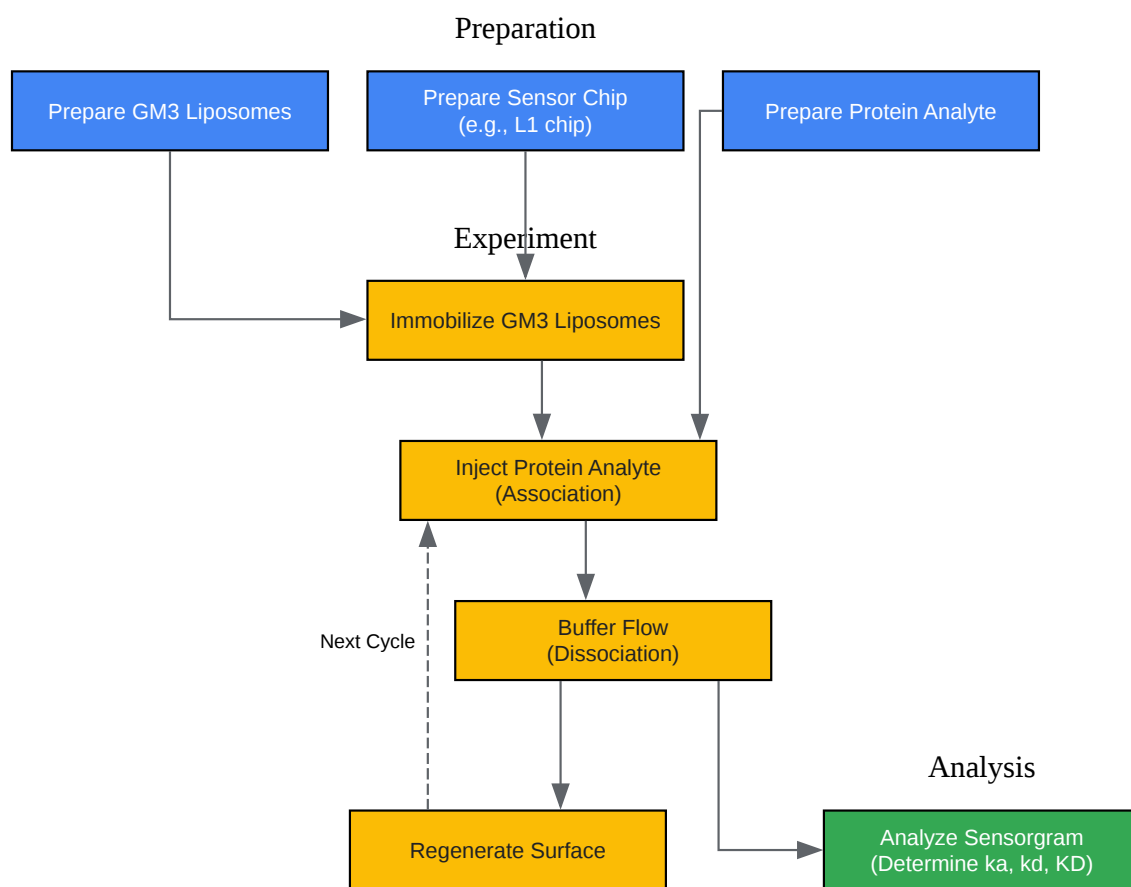 Preparation
Prepare GM3 Liposomes
Prepare Sensor Chip
(e.g., L1 chip)
Prepare Protein Analyte
Experiment
Immobilize GM3 Liposomes
Inject Protein Analyte
(Association)
Buffer Flow
(Dissociation)
Next Cycle
Analysis
Regenerate Surface
Analyze Sensorgram
(Determine ka, kd, KD)